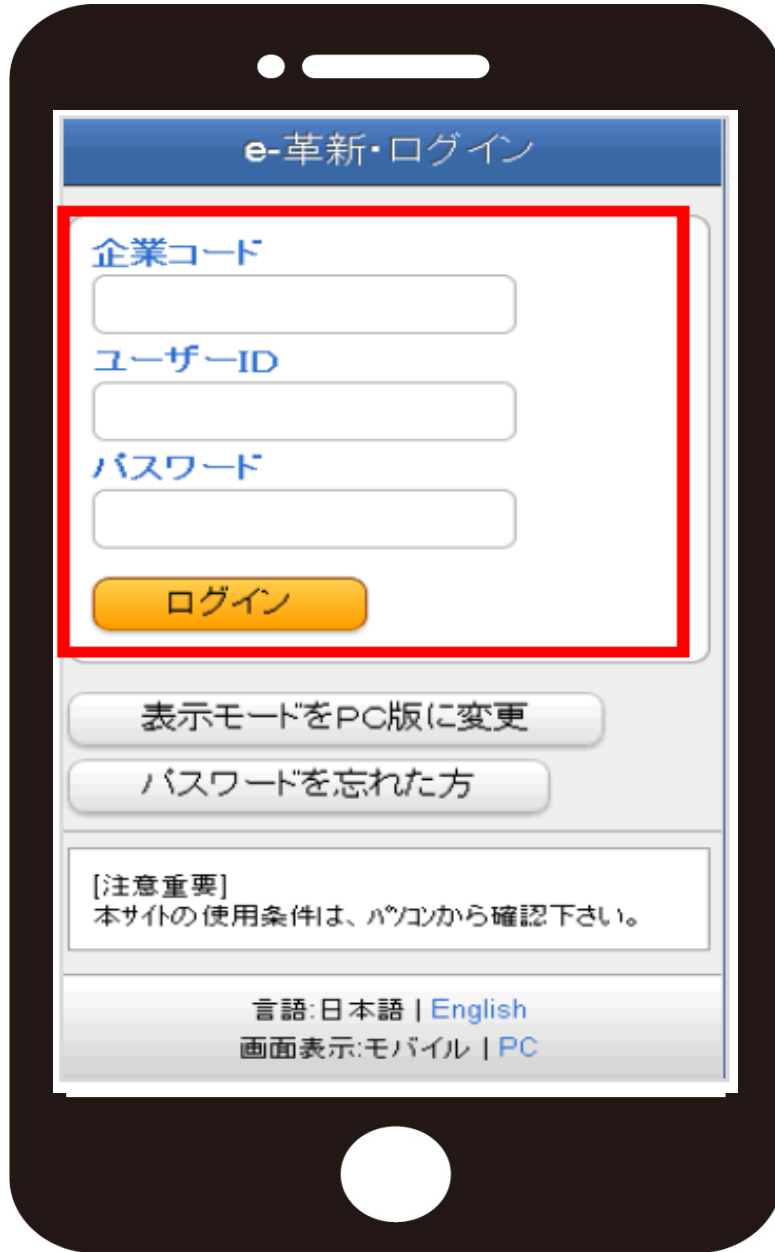 e-革新・ログイン
企業コード
ユーザーID
パスワード
ログイン
表示モードをPC版に変更
パスワードを忘れた方
[注意重要]
本サイトの使用条件は、パソコンから確認下さい。
言語:日本語 | English
画面表示:モバイル | PC